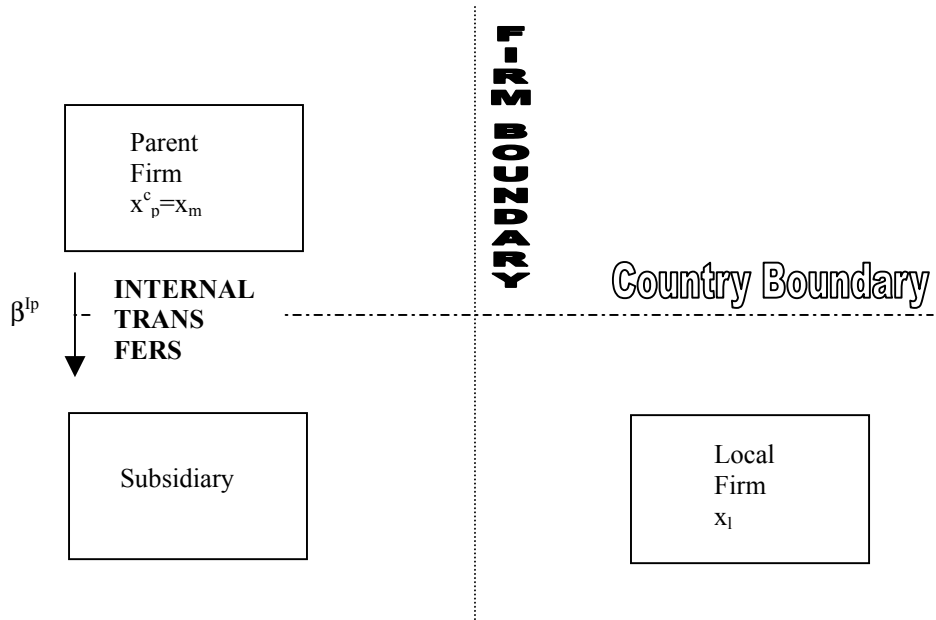 FIRM BOUNDARY
Parent
Firm
x^c_p=x_m
β^Ip
INTERNAL
TRANS
FERS
Country Boundary
Subsidiary
Local
Firm
x_l